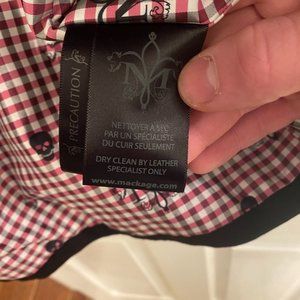 PRECAUTION
NETTOYER À SEC
PAR UN SPÉCIALISTE
DU CUIR SEULEMENT
DRY CLEAN BY LEATHER
SPECIALIST ONLY
www.mackage.com